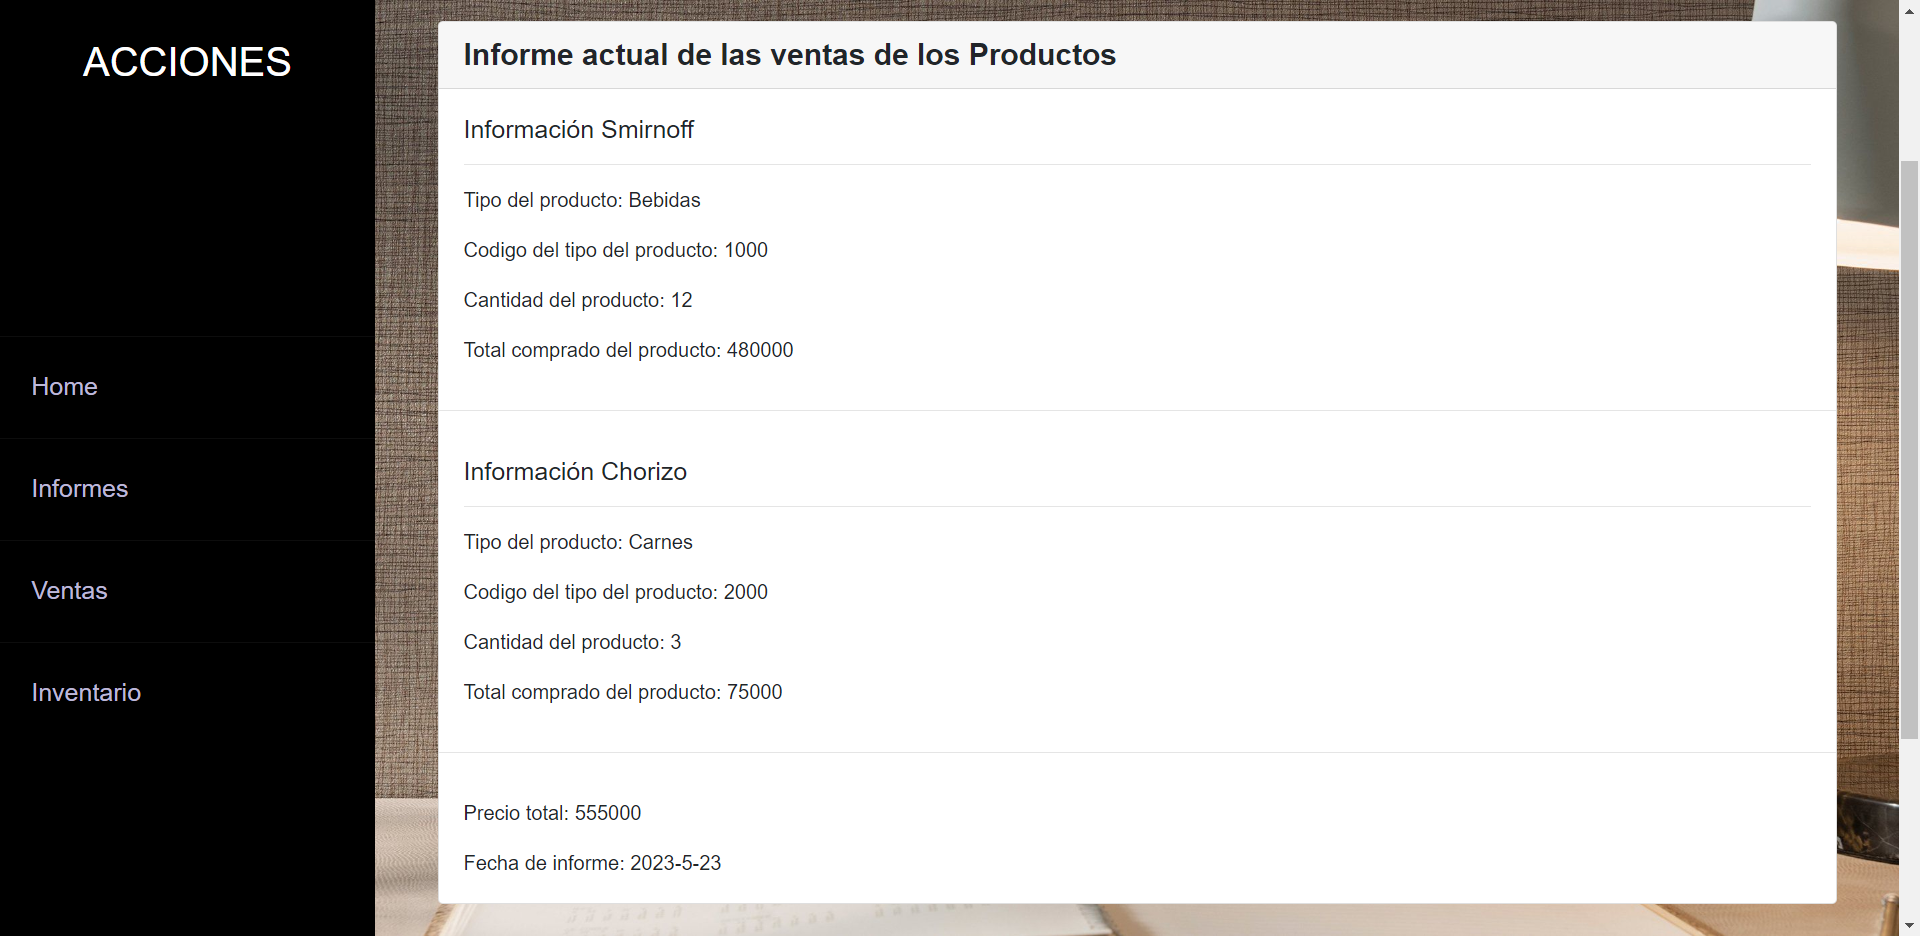 ACCIONES
Home
Informes
Ventas
Inventario
Informe actual de las ventas de los Productos
Información Smirnoff
Tipo del producto: Bebidas
Codigo del tipo del producto: 1000
Cantidad del producto: 12
Total comprado del producto: 480000
Información Chorizo
Tipo del producto: Carnes
Codigo del tipo del producto: 2000
Cantidad del producto: 3
Total comprado del producto: 75000
Precio total: 555000
Fecha de informe: 2023-5-23